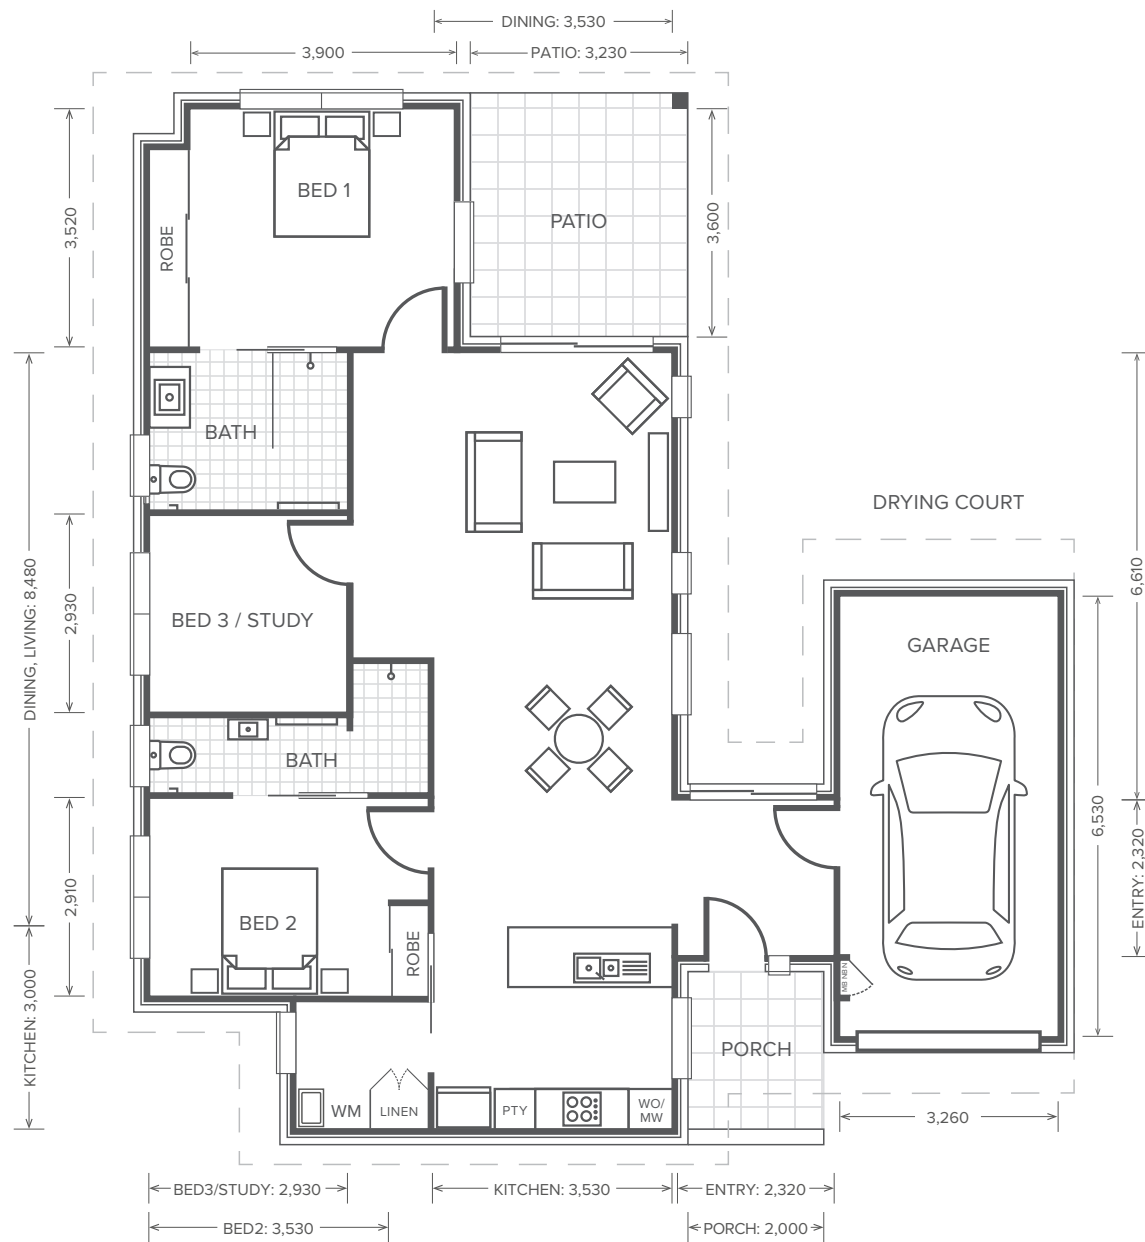 DINING: 3,530
3,900
PATIO: 3,230
BED 1
PATIO
ROBE
3,520
3,600
BATH
DRYING COURT
DINING, LIVING: 8,480
2,930
6,610
BED 3 / STUDY
GARAGE
BATH
6,530
2,910
ENTRY: 2,320
BED 2
ROBE
MB NBN
KITCHEN: 3,000
PORCH
WM
LINEN
PTY
WO/
MW
3,260
BED3/STUDY: 2,930
KITCHEN: 3,530
ENTRY: 2,320
BED2: 3,530
PORCH: 2,000